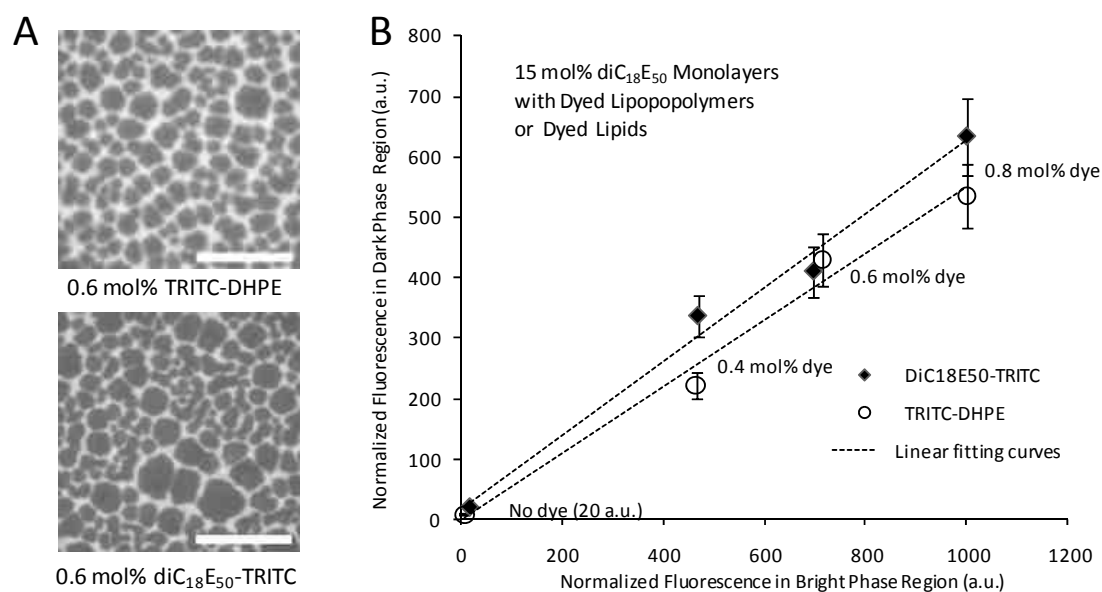 A
0.6 mol% TRITC-DHPE
0.6 mol% diC₁₈E₅₀-TRITC
B
Normalized Fluorescence in Dark Phase Region (a.u.)
800
700
600
500
400
300
200
100
0
15 mol% diC₁₈E₅₀ Monolayers
with Dyed Lipopopolymers
or Dyed Lipids
0.8 mol% dye
0.6 mol% dye
0.4 mol% dye
DiC18E50-TRITC
TRITC-DHPE
Linear fitting curves
No dye (20 a.u.)
0 200 400 600 800 1000 1200
Normalized Fluorescence in Bright Phase Region (a.u.)